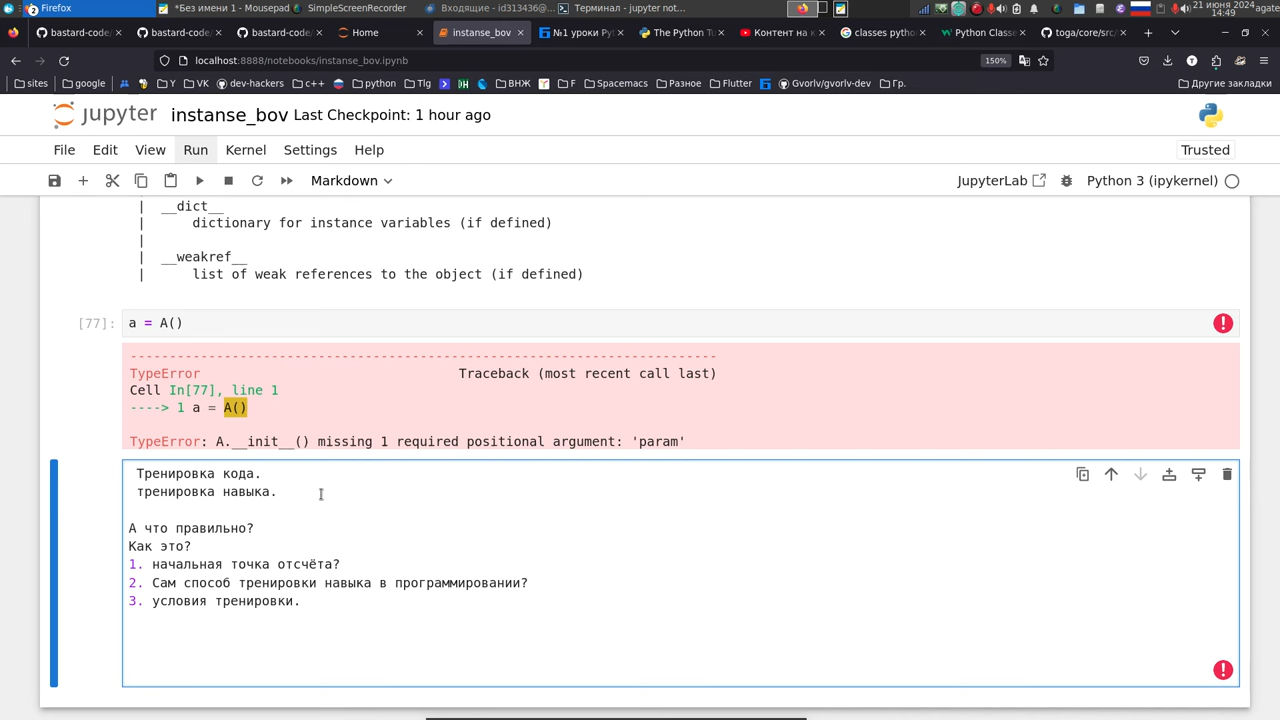 Firefox
*Без имени 1 - Mousepad
SimpleScreenRecorder
Входящие - id313436@...
Терминал - jupyter not...
21 июня 2024
14:49
agate
bastard-code/
bastard-code/
bastard-code/
Home
instanse_bov
№1 уроки Py
The Python Tu
Контент на к
classes pytho
Python Classe
toga/core/src/
localhost:8888/notebooks/instanse_bov.ipynb
150%
sites
google
Y
VK
dev-hackers
c++
python
Tlg
ВНЖ
F
Spacemacs
Разное
Flutter
Gvorlv/gvorlv-dev
Гр.
Другие закладки
jupyter
instanse_bov Last Checkpoint: 1 hour ago
File Edit View Run Kernel Settings Help
Trusted
Markdown
JupyterLab
Python 3 (ipykernel)
| __dict__
| dictionary for instance variables (if defined)
|
| __weakref__
| list of weak references to the object (if defined)
[77]: a = A()
---------------------------------------------------------------------------
TypeError Traceback (most recent call last)
Cell In[77], line 1
----> 1 a = A()
TypeError: A.__init__() missing 1 required positional argument: 'param'
Тренировка кода.
тренировка навыка.
А что правильно?
Как это?
1. начальная точка отсчёта?
2. Сам способ тренировки навыка в программировании?
3. условия тренировки.